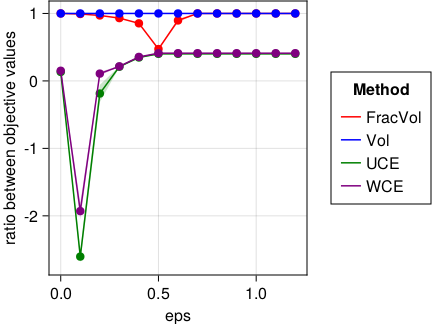 ratio between objective values
1
0
-1
-2
0.0
0.5
1.0
eps
Method
FracVol
Vol
UCE
WCE